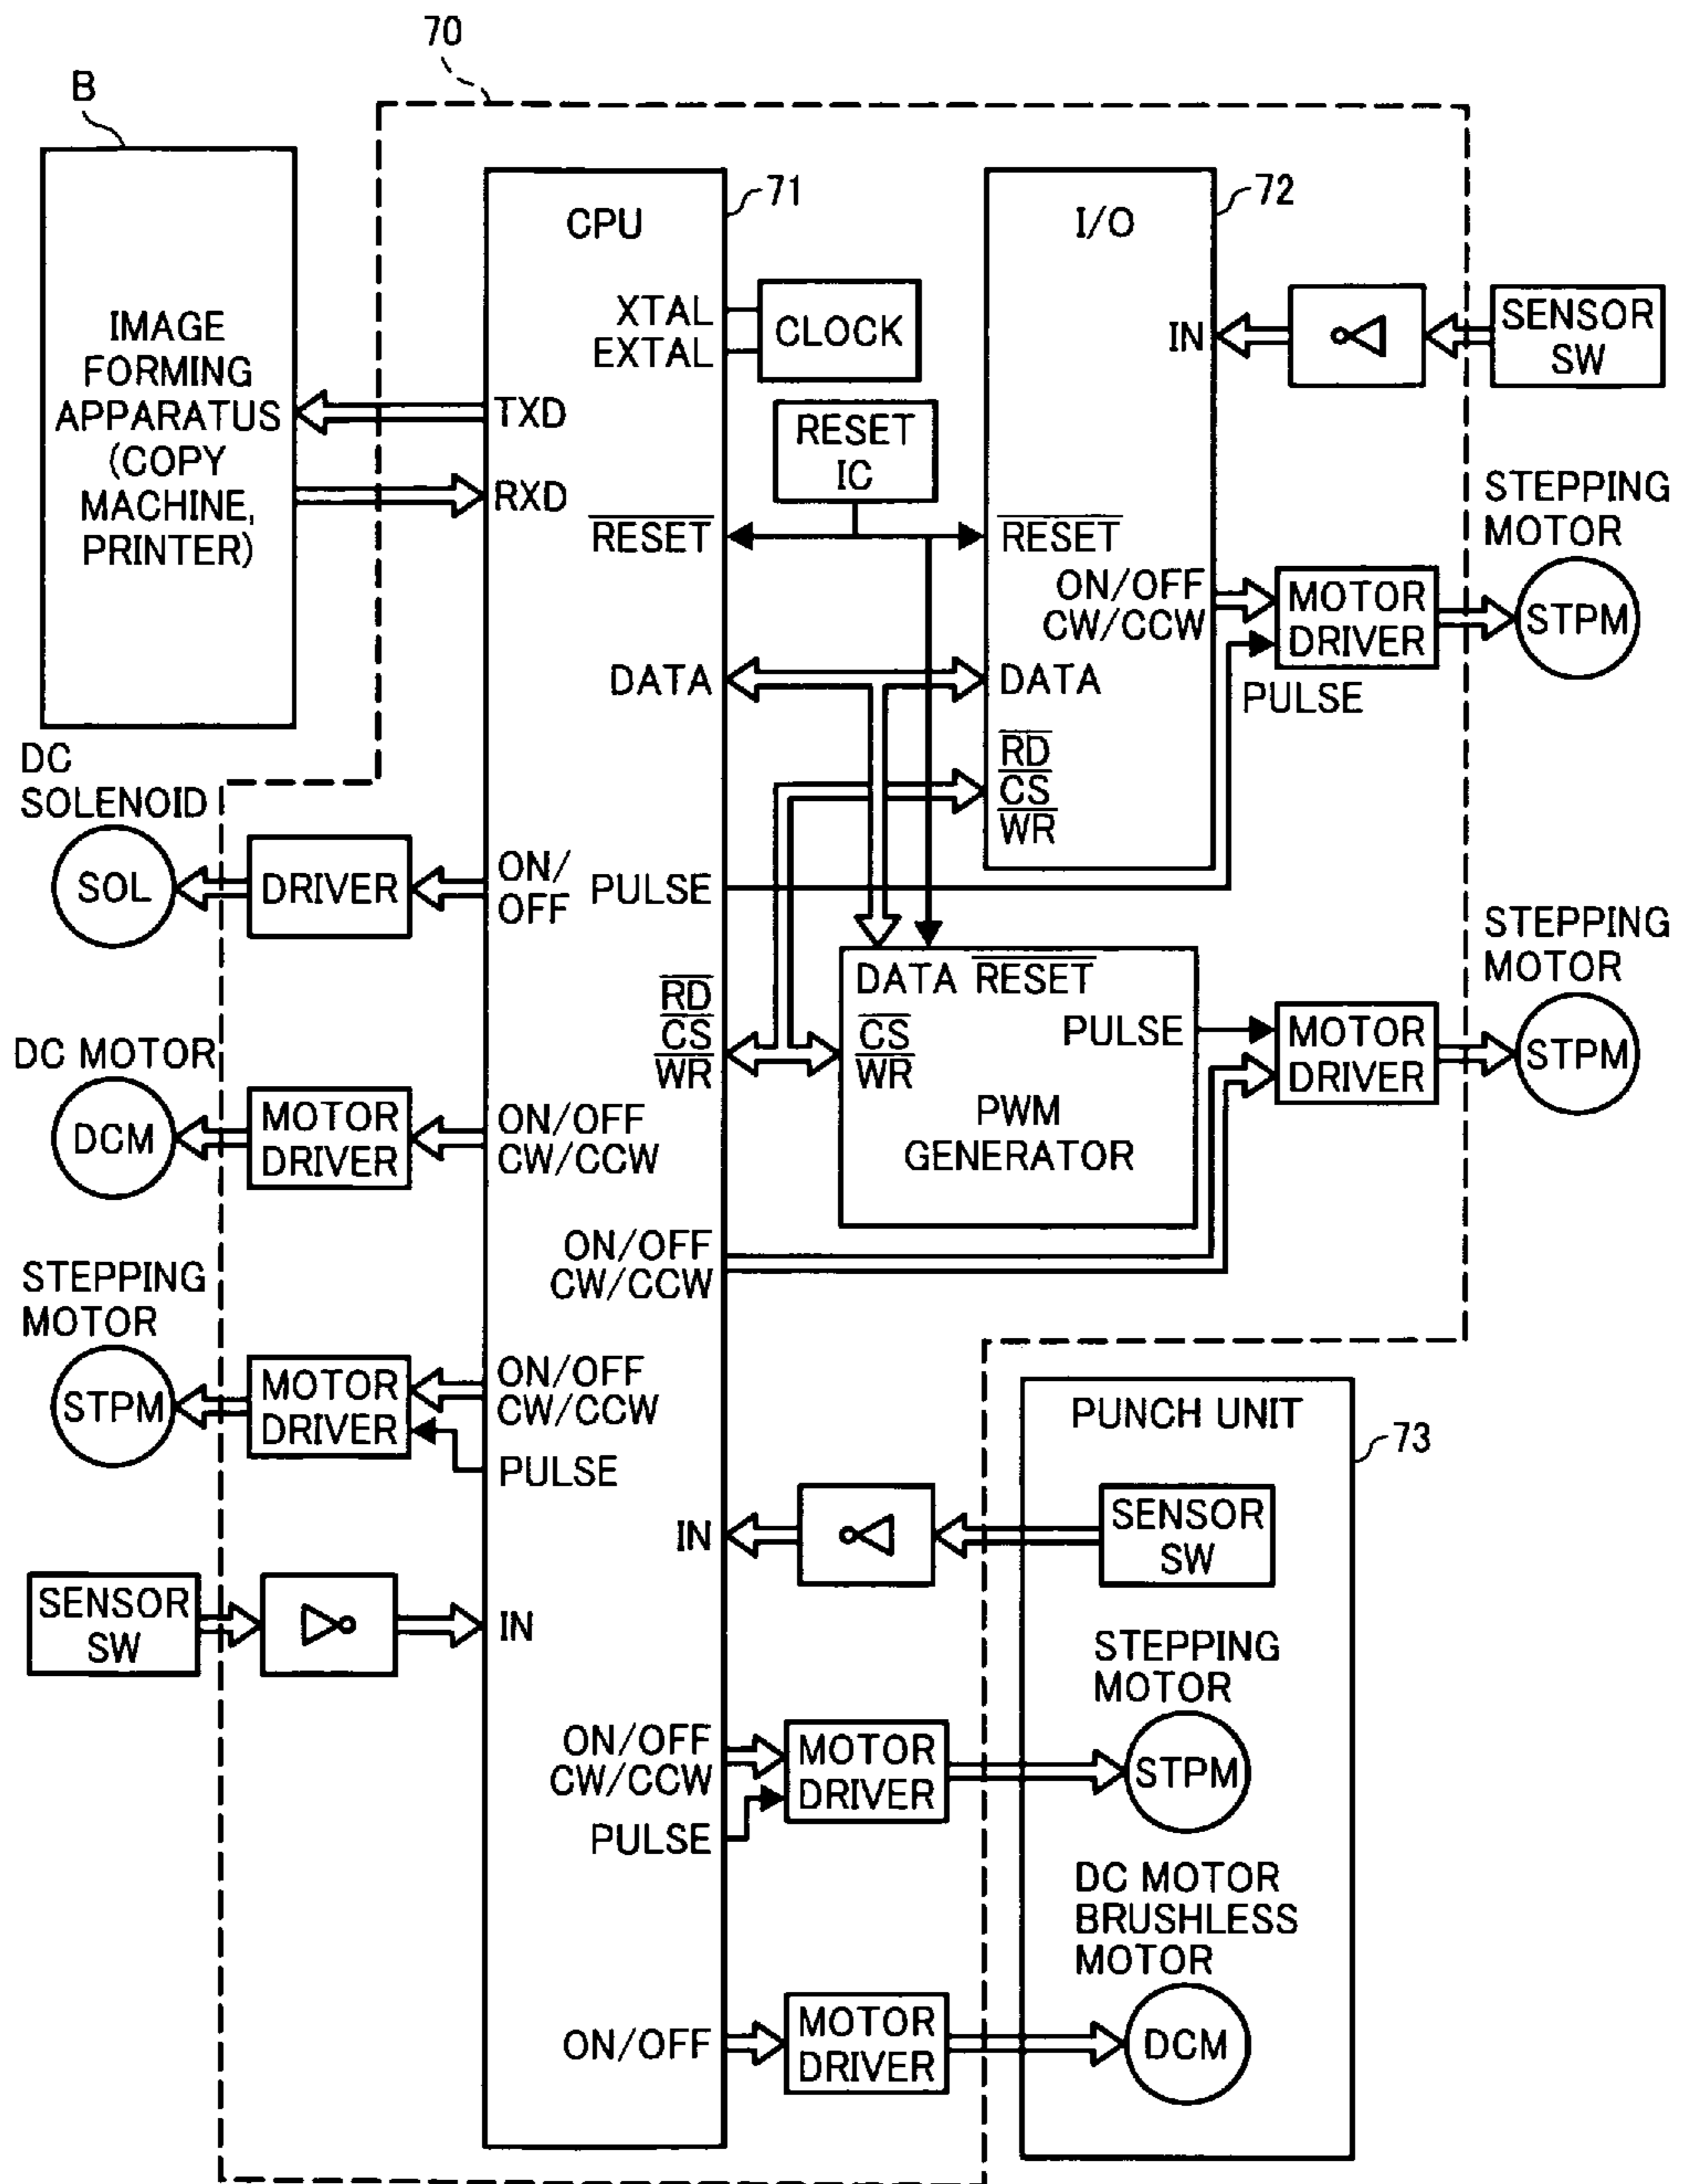 70
B
71
72
CPU
I/O
IMAGE
FORMING
APPARATUS
(COPY
MACHINE,
PRINTER)
XTAL
EXTAL
CLOCK
IN
SENSOR
SW
TXD
RXD
RESET
IC
RESET
RESET
STEPPING
MOTOR
ON/OFF
CW/CCW
MOTOR
DRIVER
STPM
PULSE
DATA
DATA
RD
CS
WR
DC
SOLENOID
SOL
DRIVER
ON/
OFF
PULSE
STEPPING
MOTOR
DATA RESET
RD
CS
WR
CS
WR
PULSE
PWM
GENERATOR
MOTOR
DRIVER
STPM
DC MOTOR
DCM
MOTOR
DRIVER
ON/OFF
CW/CCW
ON/OFF
CW/CCW
STEPPING
MOTOR
STPM
MOTOR
DRIVER
ON/OFF
CW/CCW
PULSE
PUNCH UNIT
73
IN
SENSOR
SW
SENSOR
SW
IN
STEPPING
MOTOR
ON/OFF
CW/CCW
PULSE
MOTOR
DRIVER
STPM
DC MOTOR
BRUSHLESS
MOTOR
ON/OFF
MOTOR
DRIVER
DCM